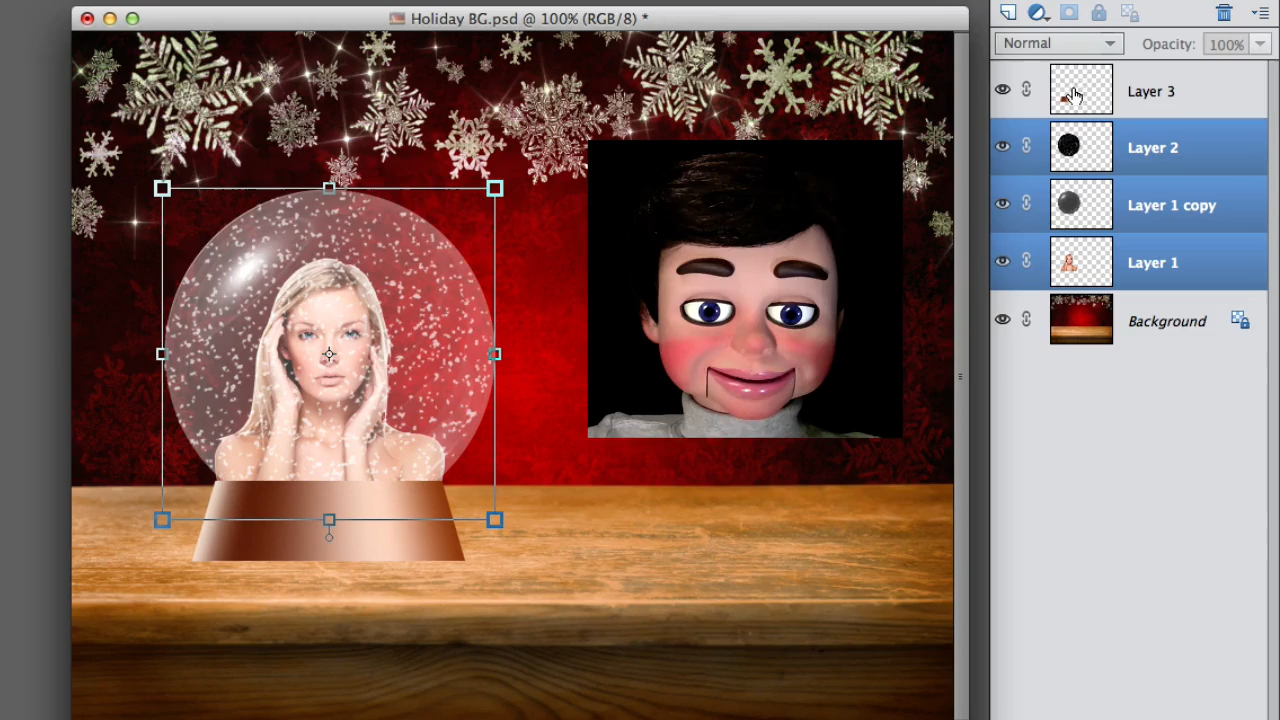 Holiday BG.psd @ 100% (RGB/8) *
Normal
Opacity: 100%
Layer 3
Layer 2
Layer 1 copy
Layer 1
Background